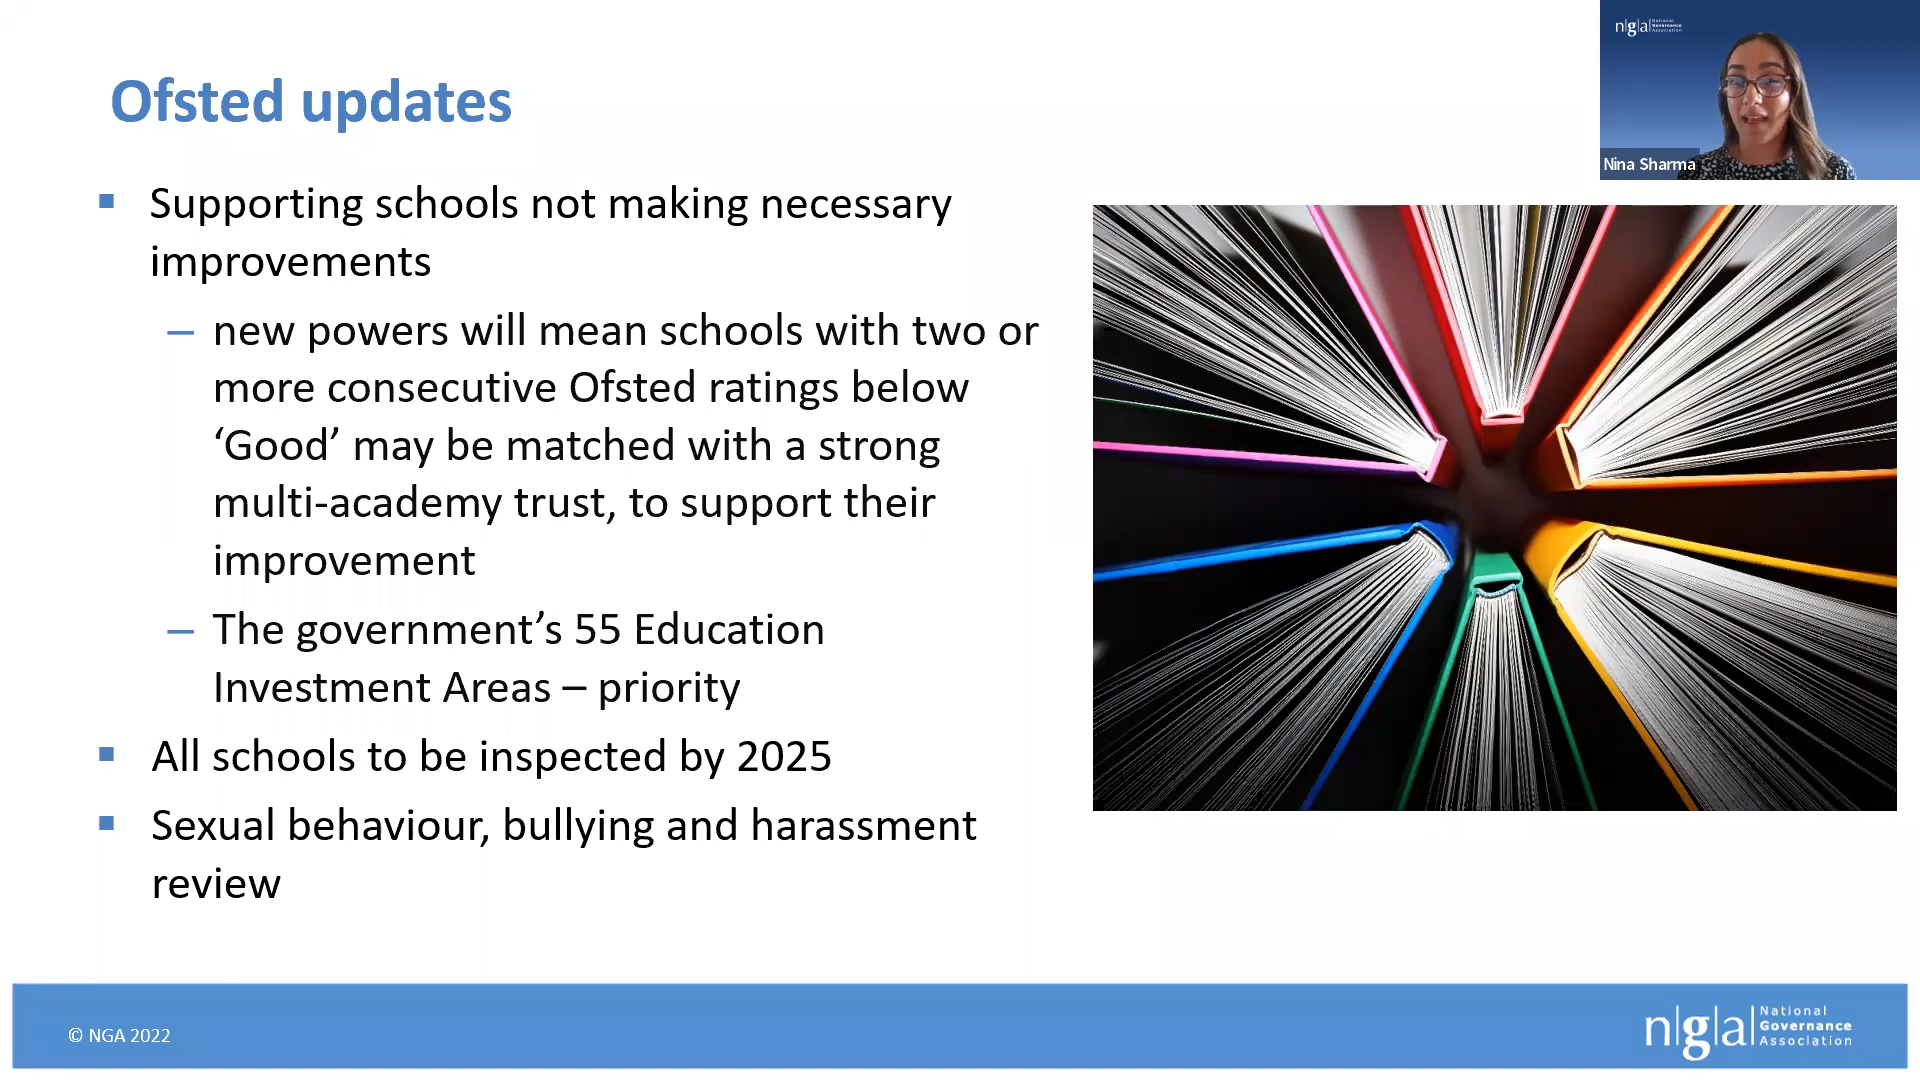 Ofsted updates
Supporting schools not making necessary
improvements
– new powers will mean schools with two or
more consecutive Ofsted ratings below
‘Good’ may be matched with a strong
multi-academy trust, to support their
improvement
– The government’s 55 Education
Investment Areas – priority
All schools to be inspected by 2025
Sexual behaviour, bullying and harassment
review
n|g|a| National
Governance
Association
Nina Sharma
© NGA 2022
n|g|a| National
Governance
Association